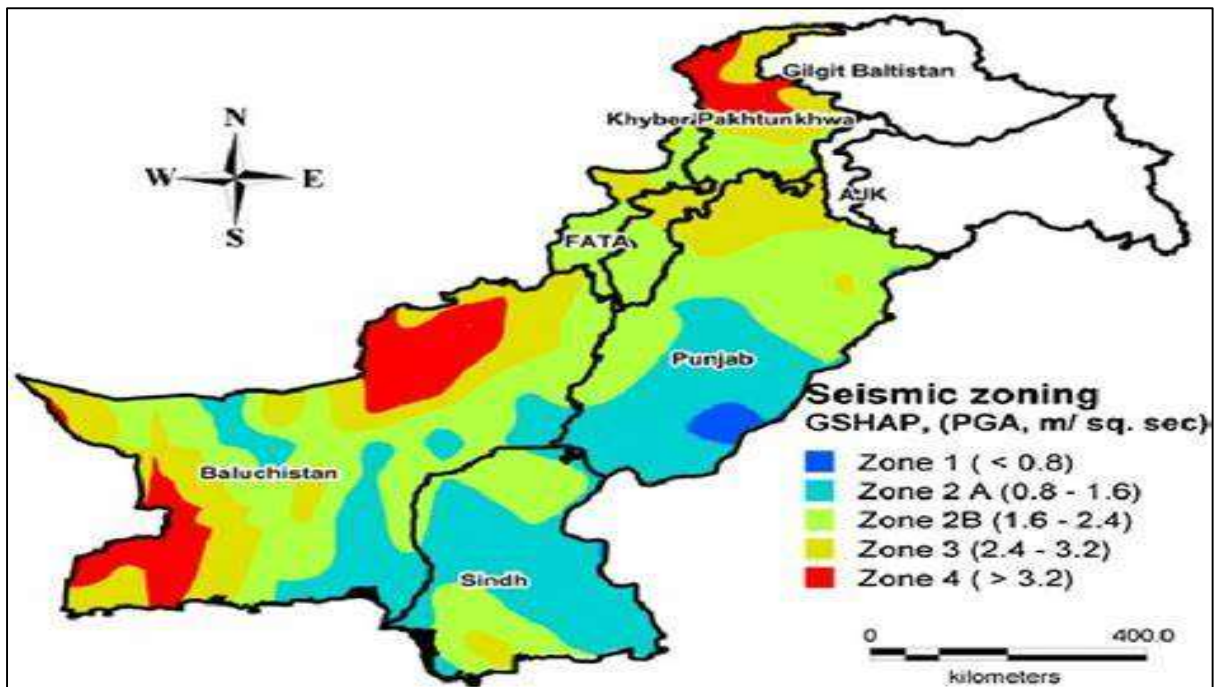 Gilgit Baltistan
Khyber Pakhtunkhwa
N
W E
S
AJK
FATA
Punjab
Seismic zoning
GSHAP, (PGA, m/ sq. sec)
Zone 1 ( < 0.8)
Zone 2 A (0.8 - 1.6)
Zone 2B (1.6 - 2.4)
Zone 3 (2.4 - 3.2)
Zone 4 ( > 3.2)
Baluchistan
Sindh
0 400.0
kilometers